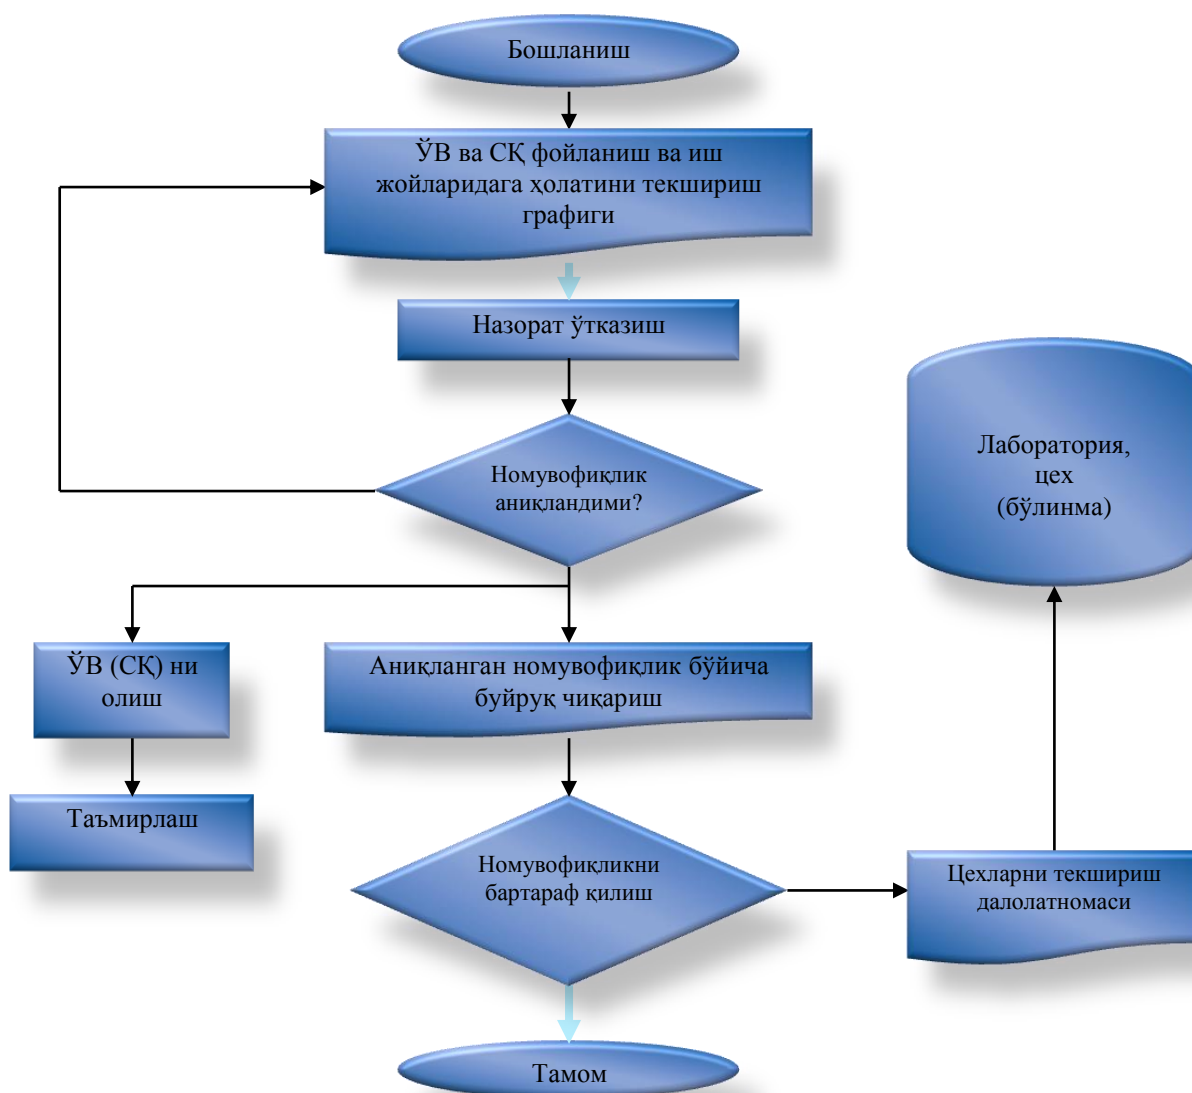 Бошланиш
ЎВ ва СҚ фойланиш ва иш
жойларидага ҳолатини текшириш
графиги
Назорат ўтказиш
Номувофиқлик
аниқландими?
Лаборатория,
цех
(бўлинма)
ЎВ (СҚ) ни
олиш
Аниқланган номувофиқлик бўйича
буйруқ чиқариш
Таъмирлаш
Номувофиқликни
бартараф қилиш
Цехларни текшириш
далолатномаси
Тамом